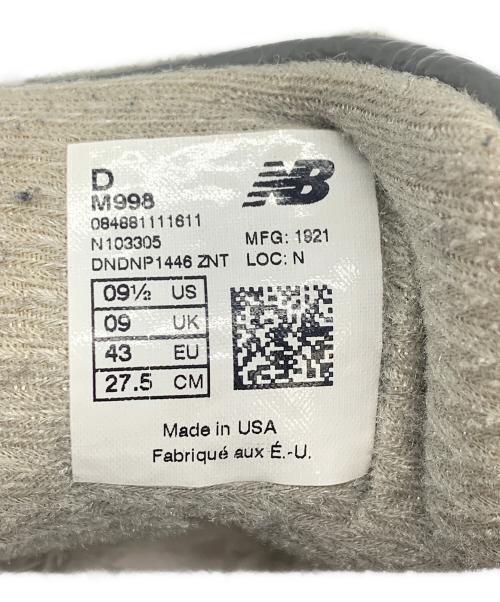 D
M998
084881111611
N103305
DNDNP1446 ZNT
NB
MFG: 1921
LOC: N
09½ US
09 UK
43 EU
27.5 CM
Made in USA
Fabriqué aux É.-U.